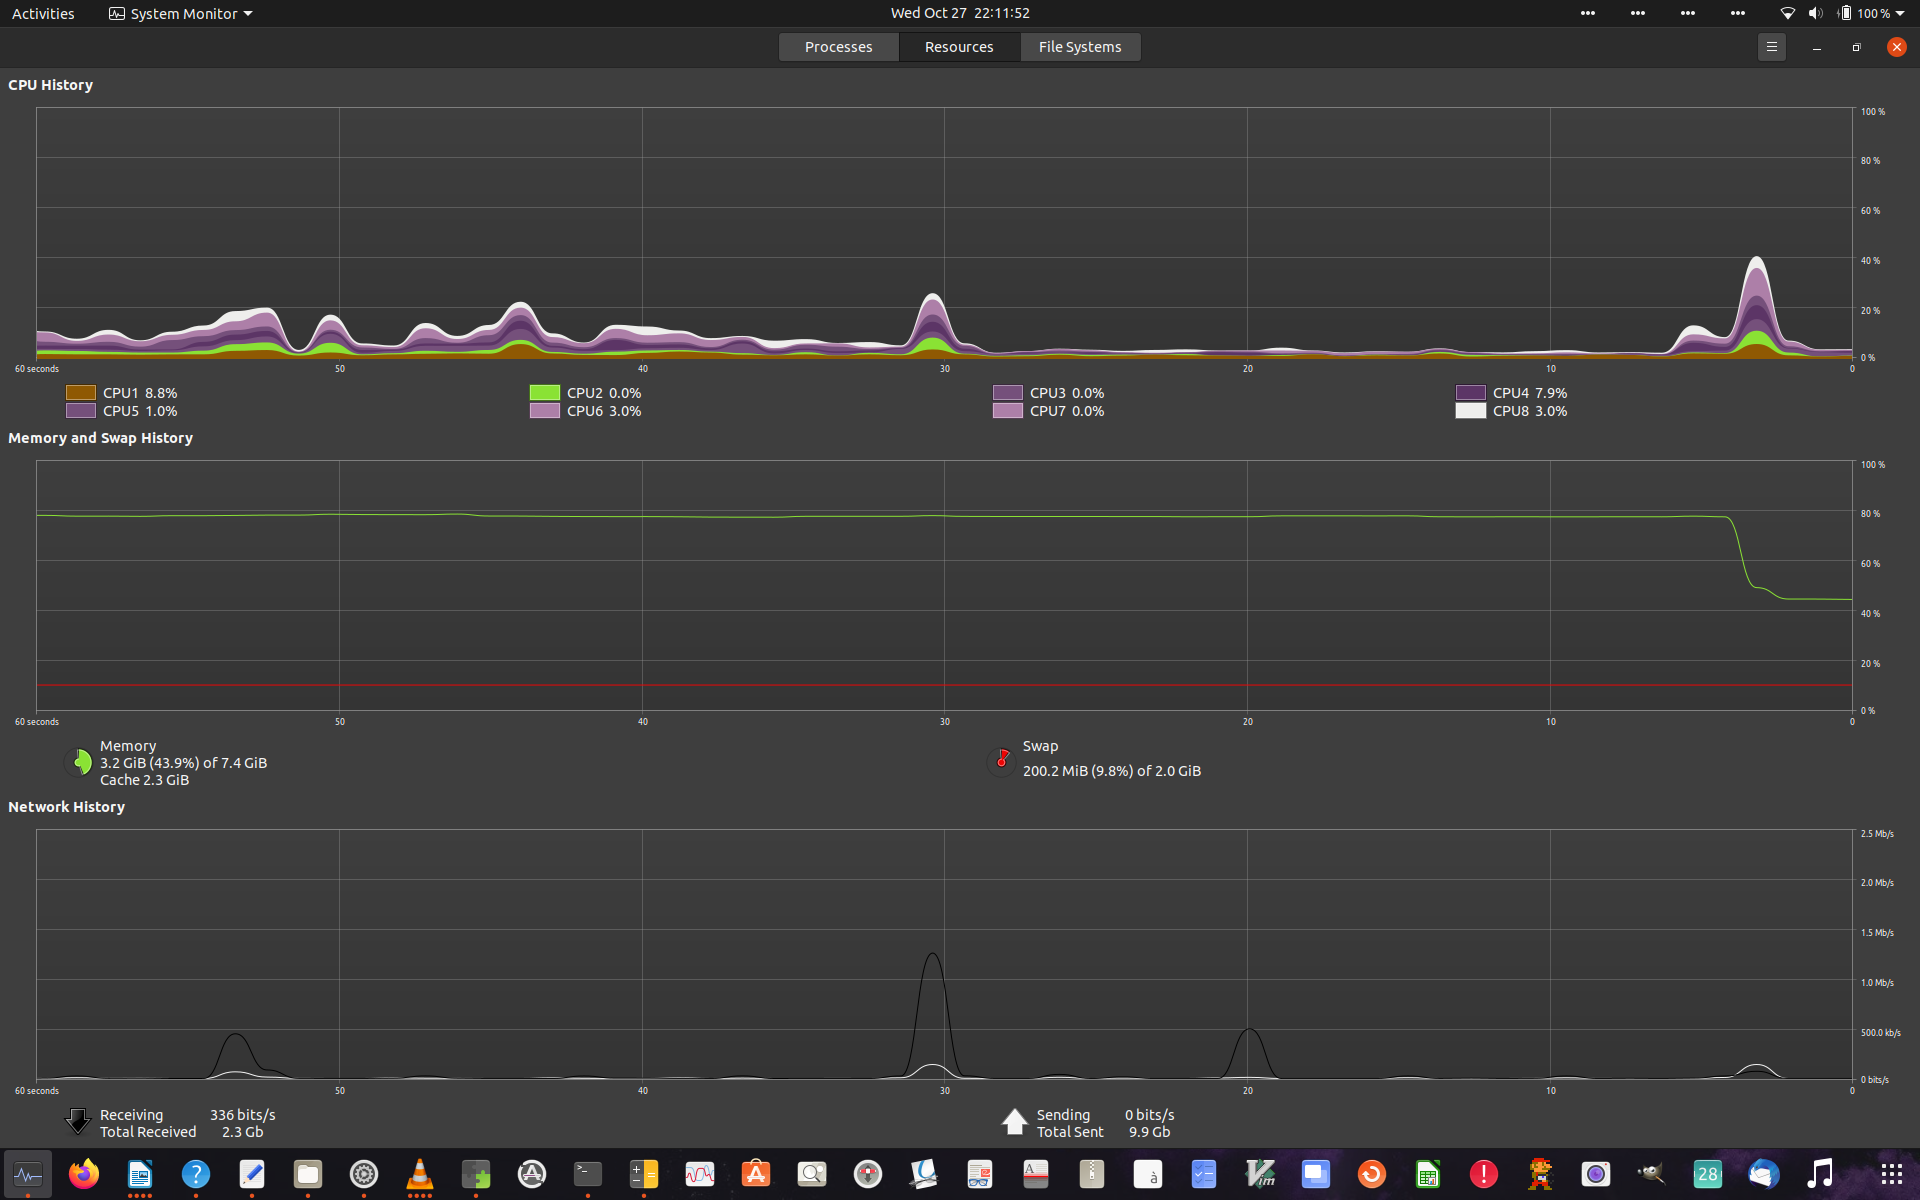 Activities
System Monitor
Wed Oct 27 22:11:52
100 %
Processes
Resources
File Systems
CPU History
100 %
80 %
60 %
40 %
20 %
0 %
60 seconds 50 40 30 20 10 0
CPU1 8.8% CPU2 0.0% CPU3 0.0% CPU4 7.9%
CPU5 1.0% CPU6 3.0% CPU7 0.0% CPU8 3.0%
Memory and Swap History
100 %
80 %
60 %
40 %
20 %
0 %
60 seconds 50 40 30 20 10 0
Memory
3.2 GiB (43.9%) of 7.4 GiB
Cache 2.3 GiB
Swap
200.2 MiB (9.8%) of 2.0 GiB
Network History
2.5 Mb/s
2.0 Mb/s
1.5 Mb/s
1.0 Mb/s
500.0 kb/s
0 bits/s
60 seconds 50 40 30 20 10 0
Receiving 336 bits/s
Total Received 2.3 Gb
Sending 0 bits/s
Total Sent 9.9 Gb
?
>_
A
à
Vim
!
28